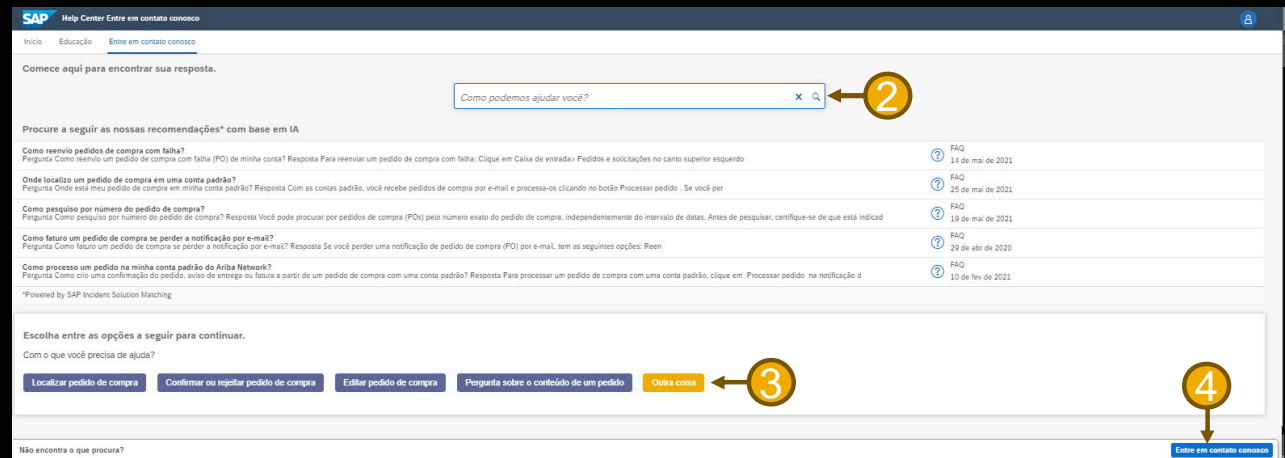 SAP Help Center Entre em contato conosco
Início Educação Entre em contato conosco
Comece aqui para encontrar sua resposta.
Como podemos ajudar você?
2
Procure a seguir as nossas recomendações* com base em IA
Como reenvio pedidos de compra com falha?
Pergunta Como reenvio um pedido de compra com falha (PO) de minha conta? Resposta Para reenviar um pedido de compra com falha: Clique em Caixa de entrada> Pedidos e solicitações no canto superior esquerdo
FAQ
14 de mai de 2021
Onde localizo um pedido de compra em uma conta padrão?
Pergunta Onde está meu pedido de compra em minha conta padrão? Resposta Com as contas padrão, você recebe pedidos de compra por e-mail e processa-os clicando no botão Processar pedido . Se você per
FAQ
25 de mai de 2021
Como pesquiso por número do pedido de compra?
Pergunta Como pesquiso por número do pedido de compra? Resposta Você pode procurar por pedidos de compra (POs) pelo número exato do pedido de compra, independentemente do intervalo de datas. Antes de pesquisar, certifique-se de que está indicad
FAQ
19 de mai de 2021
Como faturo um pedido de compra se perder a notificação por e-mail?
Pergunta Como faturo um pedido de compra se perder a notificação por e-mail? Resposta Se você perder uma notificação de pedido de compra (PO) por e-mail, tem as seguintes opções: Reen
FAQ
29 de abr de 2020
Como processo um pedido na minha conta padrão do Ariba Network?
Pergunta Como crio uma confirmação do pedido, aviso de entrega ou fatura a partir de um pedido de compra com uma conta padrão? Resposta Para processar um pedido de compra com uma conta padrão, clique em Processar pedido na notificação d
FAQ
10 de fev de 2021
*Powered by SAP Incident Solution Matching
Escolha entre as opções a seguir para continuar.
Com o que você precisa de ajuda?
Localizar pedido de compra Confirmar ou rejeitar pedido de compra Editar pedido de compra Pergunta sobre o conteúdo de um pedido Outra coisa
3
4
Não encontra o que procura? Entre em contato conosco